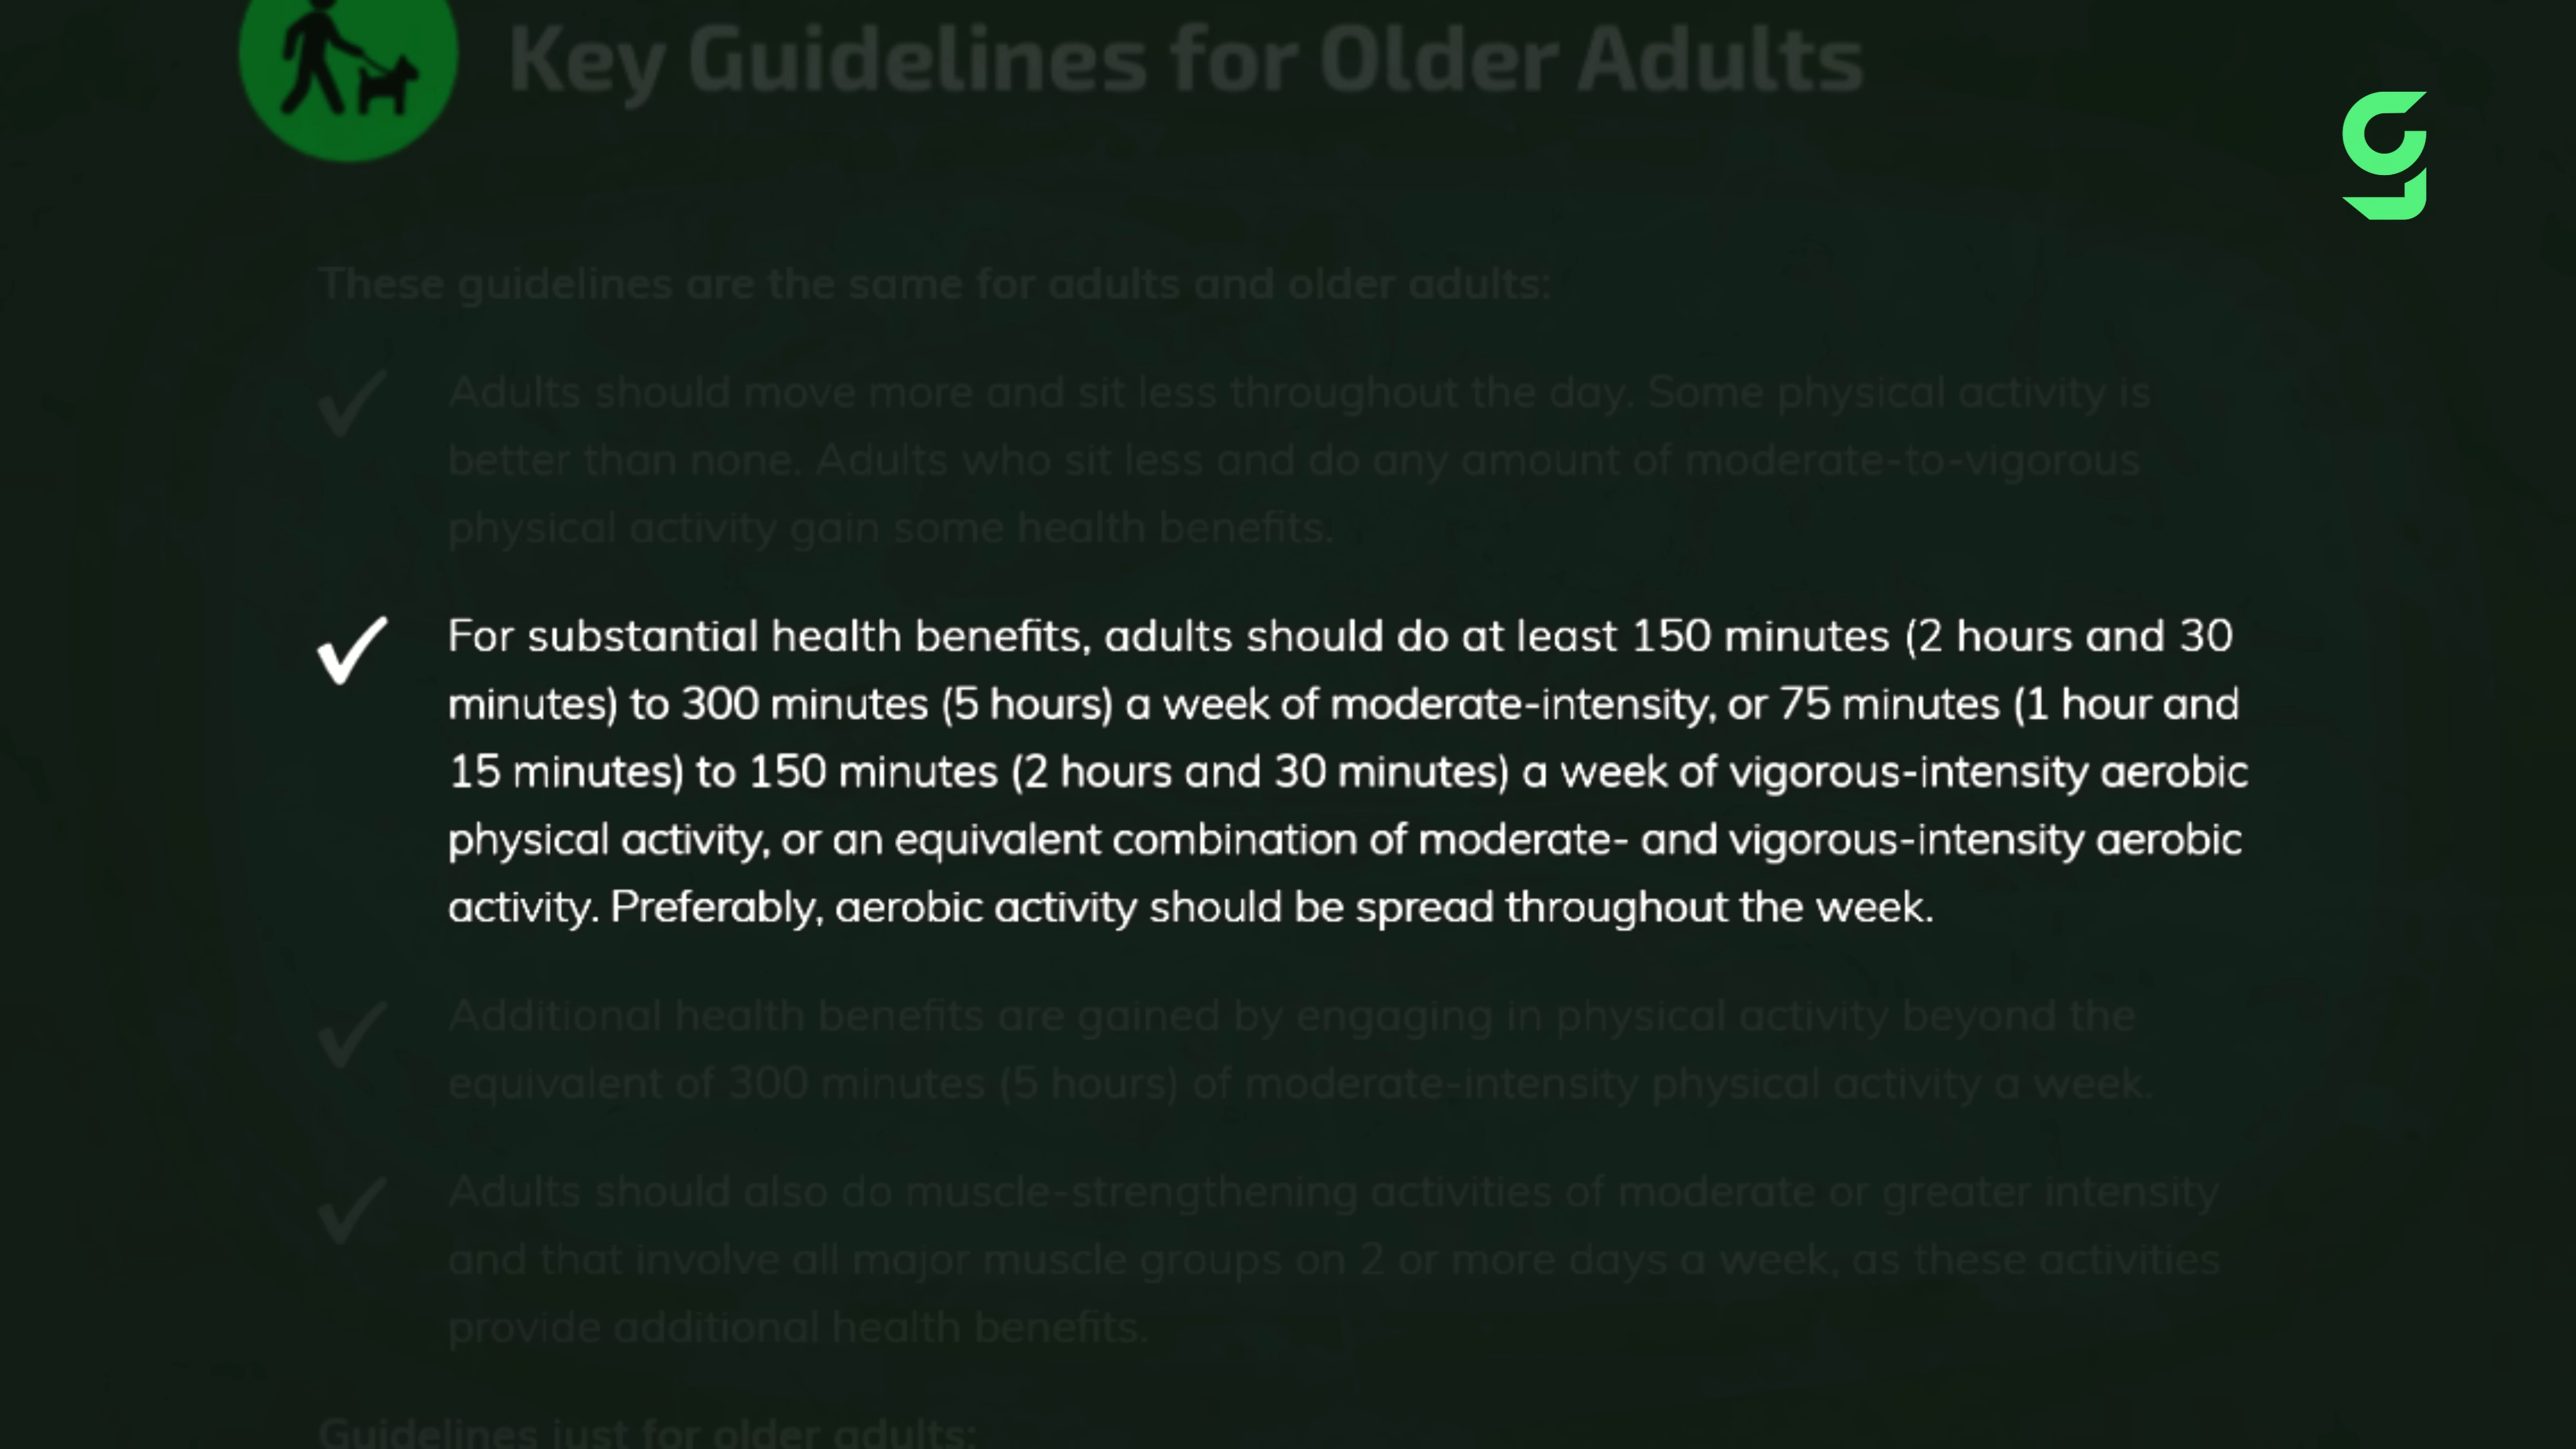 Key Guidelines for Older Adults
These guidelines are the same for adults and older adults:
Adults should move more and sit less throughout the day. Some physical activity is
better than none. Adults who sit less and do any amount of moderate-to-vigorous
physical activity gain some health benefits.
For substantial health benefits, adults should do at least 150 minutes (2 hours and 30
minutes) to 300 minutes (5 hours) a week of moderate-intensity, or 75 minutes (1 hour and
15 minutes) to 150 minutes (2 hours and 30 minutes) a week of vigorous-intensity aerobic
physical activity, or an equivalent combination of moderate- and vigorous-intensity aerobic
activity. Preferably, aerobic activity should be spread throughout the week.
Additional health benefits are gained by engaging in physical activity beyond the
equivalent of 300 minutes (5 hours) of moderate-intensity physical activity a week.
Adults should also do muscle-strengthening activities of moderate or greater intensity
and that involve all major muscle groups on 2 or more days a week, as these activities
provide additional health benefits.
Guidelines just for older adults: